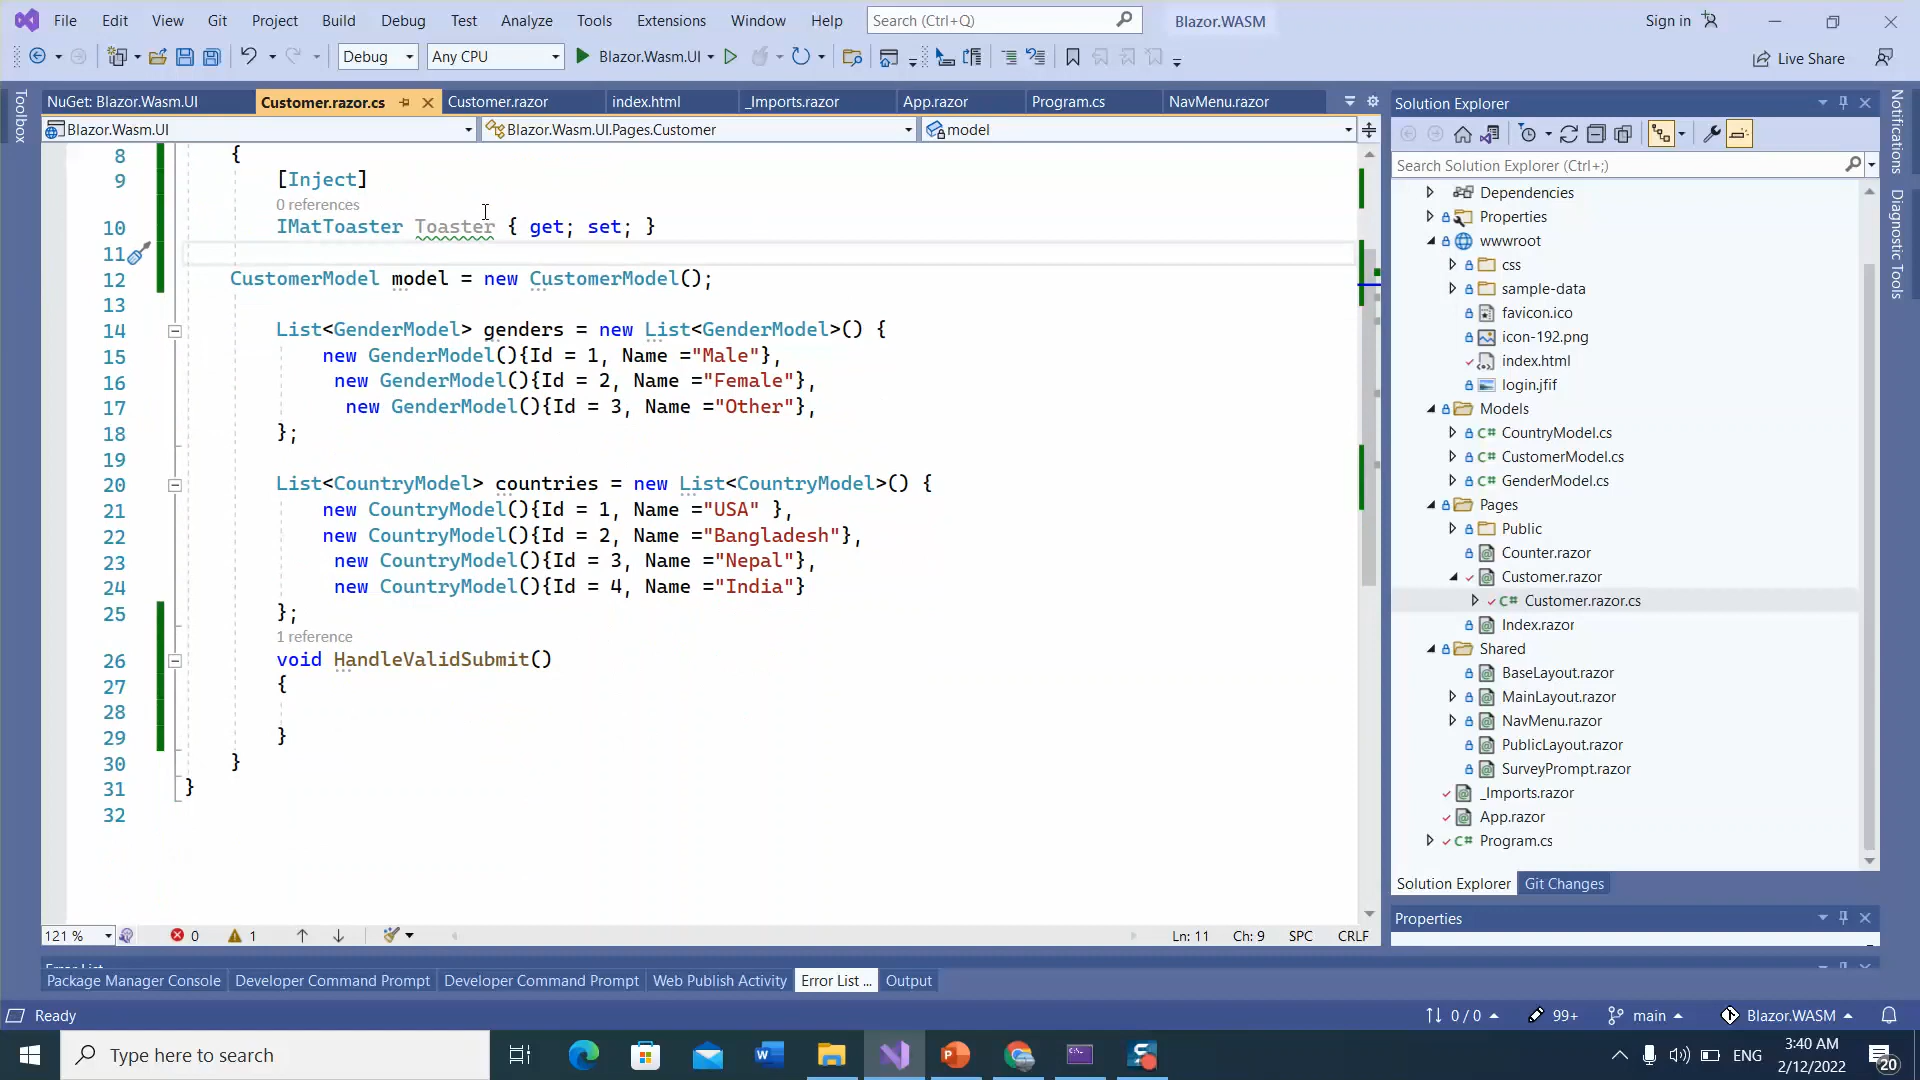 File Edit View Git Project Build Debug Test Analyze Tools Extensions Window Help Search (Ctrl+Q) Blazor.WASM Sign in
Debug Any CPU Blazor.Wasm.UI Live Share
NuGet: Blazor.Wasm.UI Customer.razor.cs Customer.razor index.html _Imports.razor App.razor Program.cs NavMenu.razor
Blazor.Wasm.UI Blazor.Wasm.UI.Pages.Customer model
Toolbox
8 {
9 [Inject]
0 references
10 IMatToaster Toaster { get; set; }
11
12 CustomerModel model = new CustomerModel();
13
14 List<GenderModel> genders = new List<GenderModel>() {
15 new GenderModel(){Id = 1, Name ="Male"},
16 new GenderModel(){Id = 2, Name ="Female"},
17 new GenderModel(){Id = 3, Name ="Other"},
18 };
19
20 List<CountryModel> countries = new List<CountryModel>() {
21 new CountryModel(){Id = 1, Name ="USA" },
22 new CountryModel(){Id = 2, Name ="Bangladesh"},
23 new CountryModel(){Id = 3, Name ="Nepal"},
24 new CountryModel(){Id = 4, Name ="India"}
25 };
1 reference
26 void HandleValidSubmit()
27 {
28
29 }
30 }
31 }
32
121 % 0 1 Ln: 11 Ch: 9 SPC CRLF
Solution Explorer
Search Solution Explorer (Ctrl+;)
Dependencies
Properties
wwwroot
css
sample-data
favicon.ico
icon-192.png
index.html
login.jfif
Models
C# CountryModel.cs
C# CustomerModel.cs
C# GenderModel.cs
Pages
Public
Counter.razor
Customer.razor
C# Customer.razor.cs
Index.razor
Shared
BaseLayout.razor
MainLayout.razor
NavMenu.razor
PublicLayout.razor
SurveyPrompt.razor
_Imports.razor
App.razor
C# Program.cs
Solution Explorer Git Changes
Properties
Notifications
Diagnostic Tools
Package Manager Console Developer Command Prompt Developer Command Prompt Web Publish Activity Error List ... Output
Ready 0 / 0 99+ main Blazor.WASM
Type here to search ENG 3:40 AM
2/12/2022
20